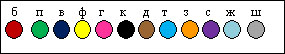 б п в ф г к д т з с ж ш